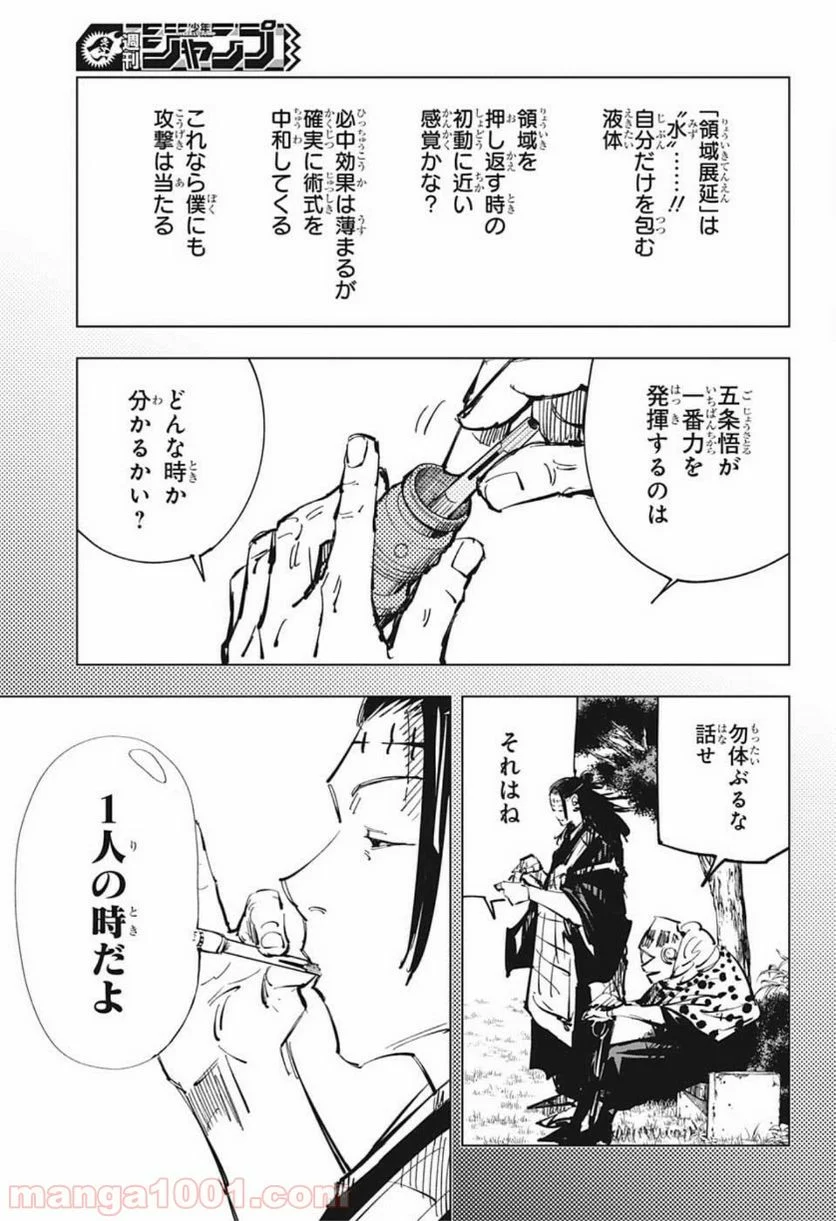 週刊
少年
ジャンプ
「領域展延」は
“水”……!!
自分だけを包む
液体
領域を
押し返す時の
初動に近い
感覚かな?
必中効果は薄まるが
確実に術式を
中和してくる
これなら僕にも
攻撃は当たる
五条悟が
一番力を
発揮するのは
どんな時か
分かるかい?
勿体ぶるな
話せ
それはね
1人の時だよ
manga1001.com